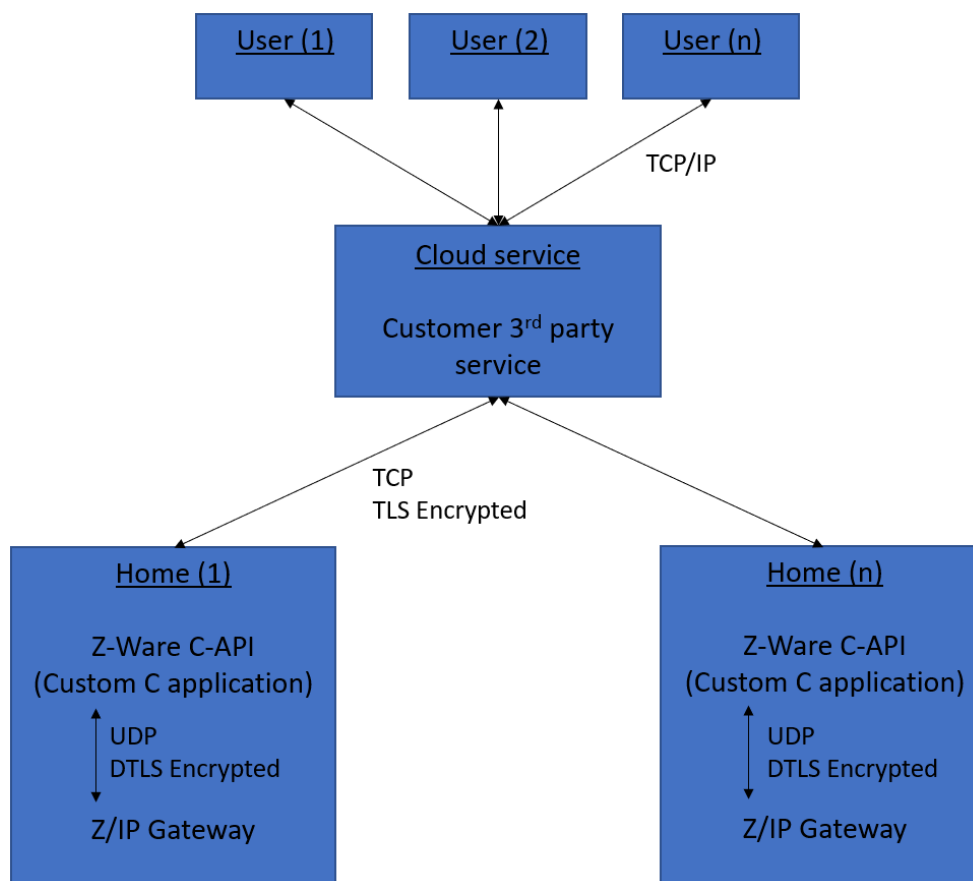 User (1)
User (2)
User (n)
TCP/IP
Cloud service
Customer 3rd party
service
TCP
TLS Encrypted
Home (1)
Z-Ware C-API
(Custom C application)
UDP
DTLS Encrypted
Z/IP Gateway
Home (n)
Z-Ware C-API
(Custom C application)
UDP
DTLS Encrypted
Z/IP Gateway